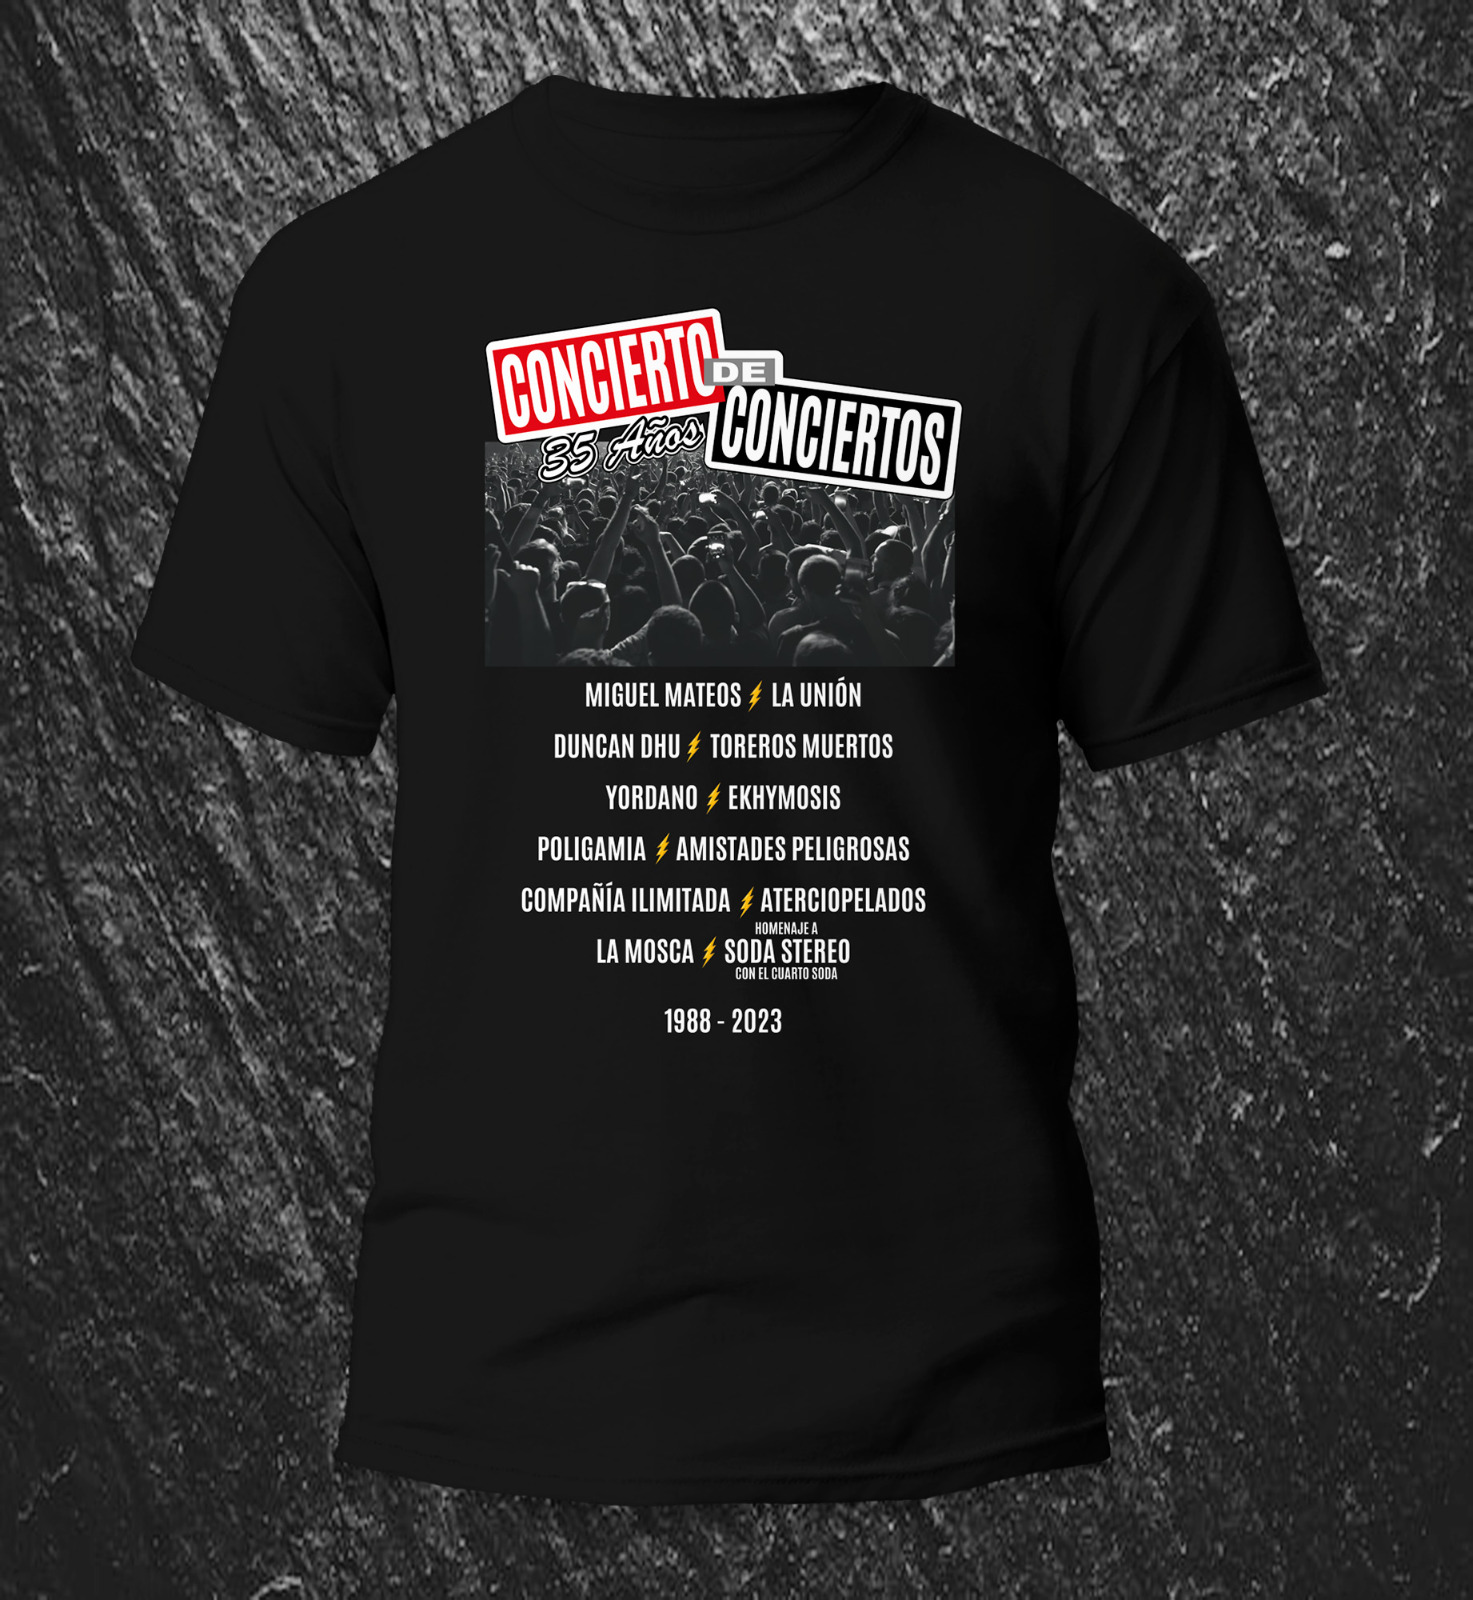 CONCIERTO
DE
CONCIERTOS
35 Años
MIGUEL MATEOS LA UNIÓN
DUNCAN DHU TOREROS MUERTOS
YORDANO EKHYMOSIS
POLIGAMIA AMISTADES PELIGROSAS
COMPAÑÍA ILIMITADA ATERCIOPELADOS
HOMENAJE A
LA MOSCA SODA STEREO
CON EL CUARTO SODA
1988 - 2023